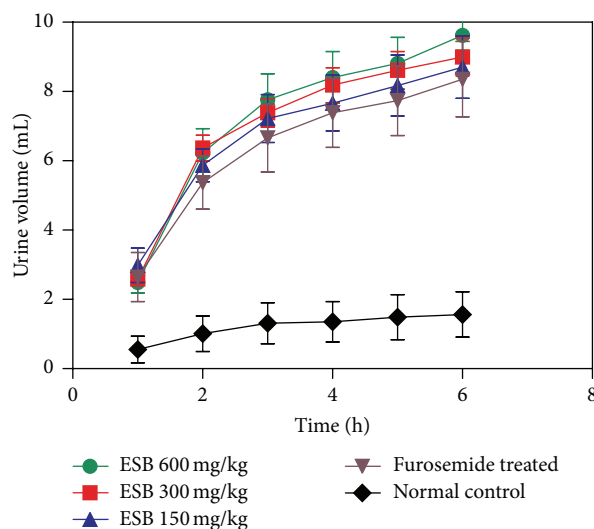 10
8
6
4
2
0
Urine volume (mL)
0
2
4
6
8
Time (h)
ESB 600 mg/kg
ESB 300 mg/kg
ESB 150 mg/kg
Furosemide treated
Normal control